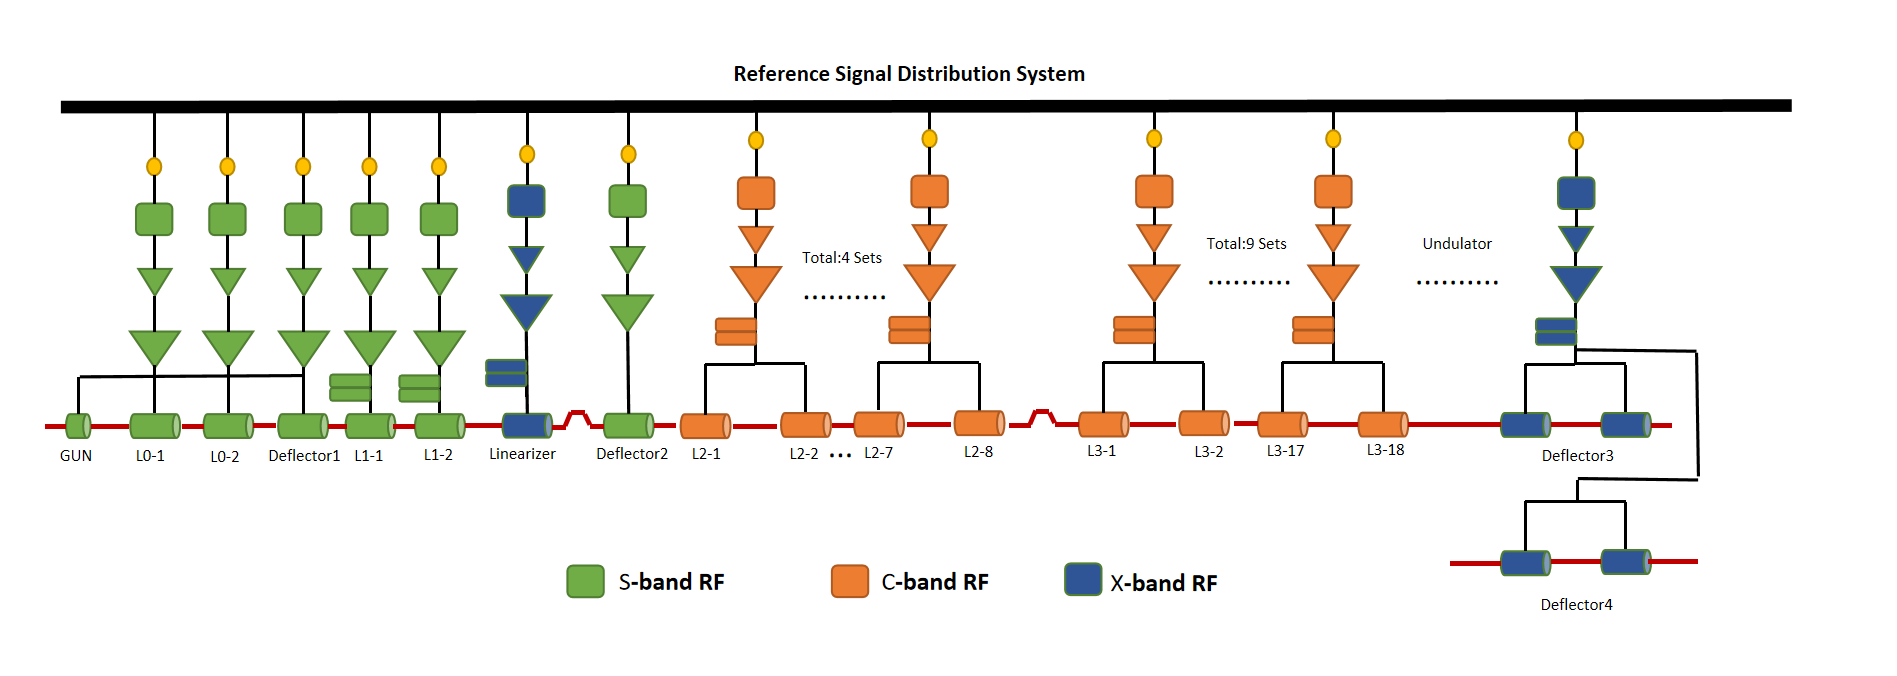 Reference Signal Distribution System
Total:4 Sets
..........
Total:9 Sets
..........
Undulator
..........
GUN
L0-1
L0-2
Deflector1
L1-1
L1-2
Linearizer
Deflector2
L2-1
L2-2
...
L2-7
L2-8
L3-1
L3-2
L3-17
L3-18
Deflector3
S-band RF
C-band RF
X-band RF
Deflector4